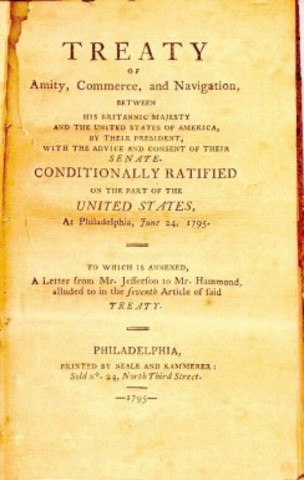 TREATY
OF
Amity, Commerce, and Navigation,
BETWEEN
HIS BRITANNIC MAJESTY
AND THE UNITED STATES OF AMERICA,
BY THEIR PRESIDENT,
WITH THE ADVICE AND CONSENT OF THEIR
SENATE.
CONDITIONALLY RATIFIED
ON THE PART OF THE
UNITED STATES,
At Philadelphia, June 24, 1795.
TO WHICH IS ANNEXED,
A Letter from Mr. Jefferson to Mr. Hammond,
alluded to in the seventh Article of said
TREATY.
PHILADELPHIA,
PRINTED BY NEALE AND KAMMERER:
Sold No. 24, North Third Street.
—1795—